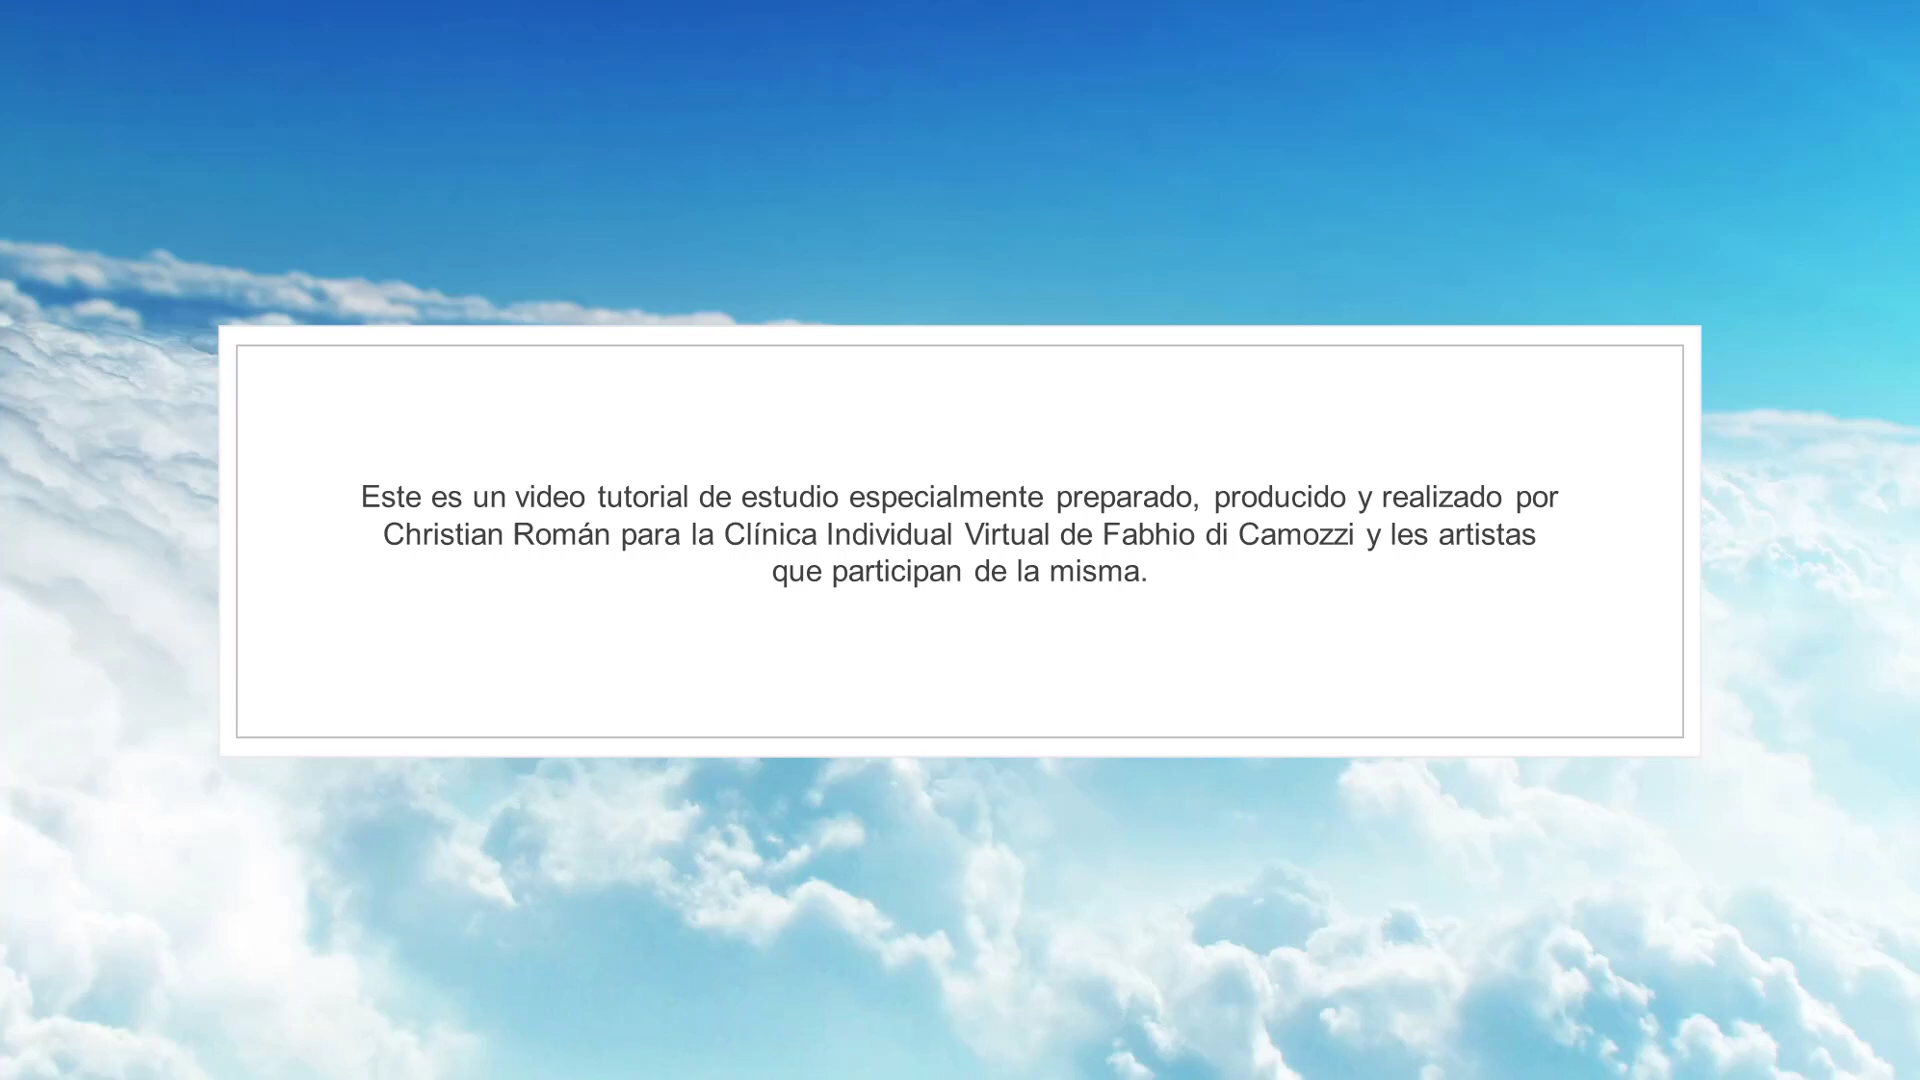 Este es un video tutorial de estudio especialmente preparado, producido y realizado por
Christian Román para la Clínica Individual Virtual de Fabhio di Camozzi y les artistas
que participan de la misma.